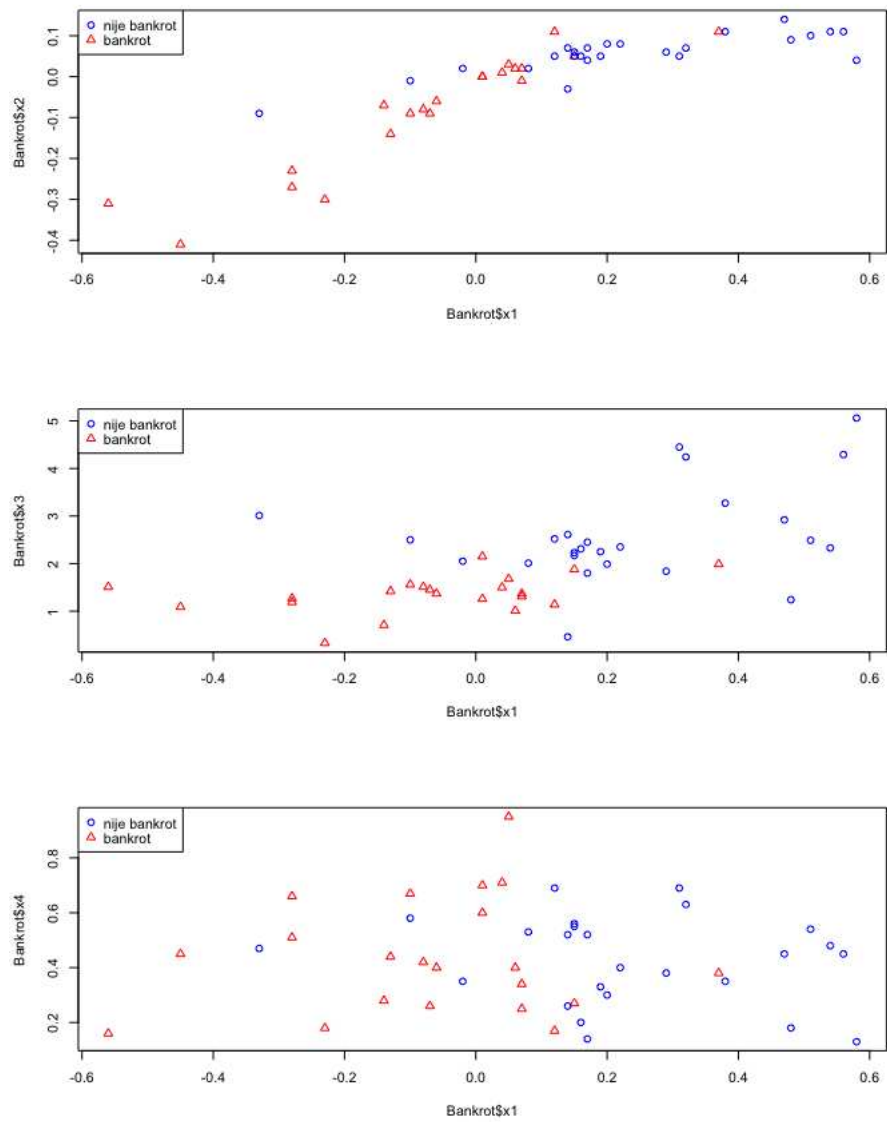 nije bankrot
bankrot
Bankrot$x2
0.1
0.0
-0.1
-0.2
-0.3
-0.4
-0.6 -0.4 -0.2 0.0 0.2 0.4 0.6
Bankrot$x1
nije bankrot
bankrot
Bankrot$x3
5
4
3
2
1
-0.6 -0.4 -0.2 0.0 0.2 0.4 0.6
Bankrot$x1
nije bankrot
bankrot
Bankrot$x4
0.8
0.6
0.4
0.2
-0.6 -0.4 -0.2 0.0 0.2 0.4 0.6
Bankrot$x1